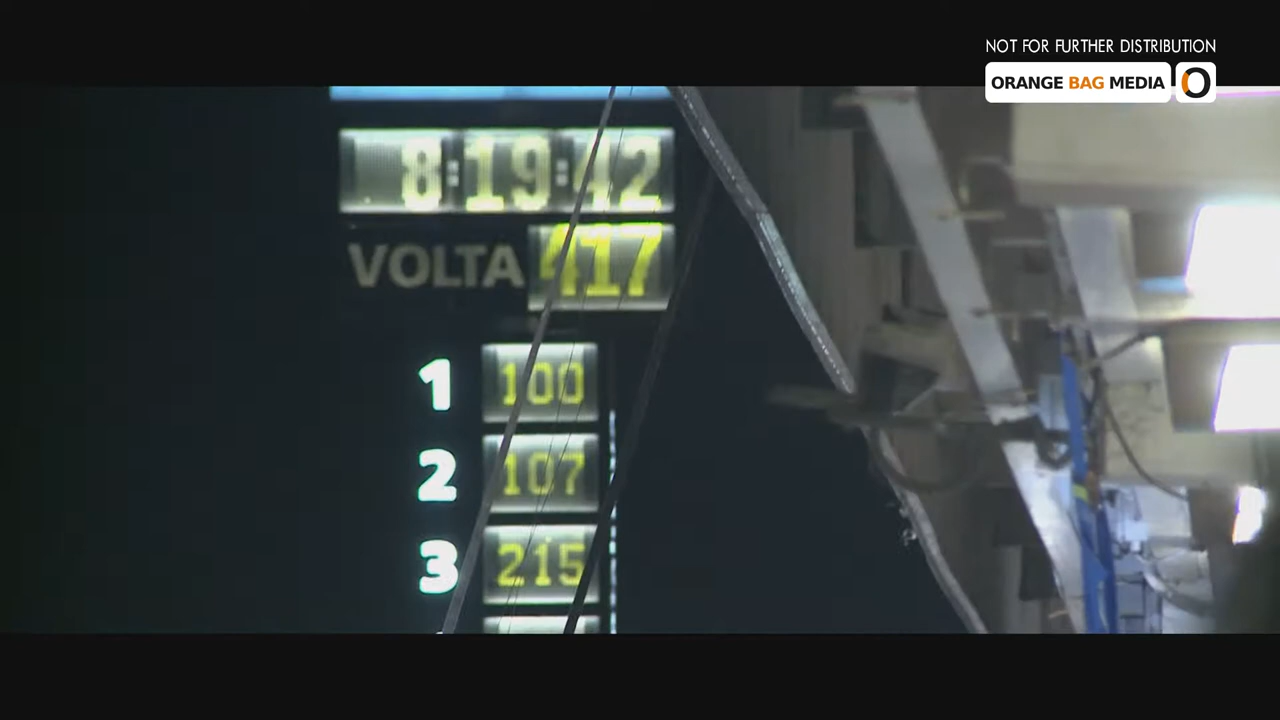 NOT FOR FURTHER DISTRIBUTION
ORANGE BAG MEDIA
8:19:42
VOLTA 417
1 100
2 107
3 215